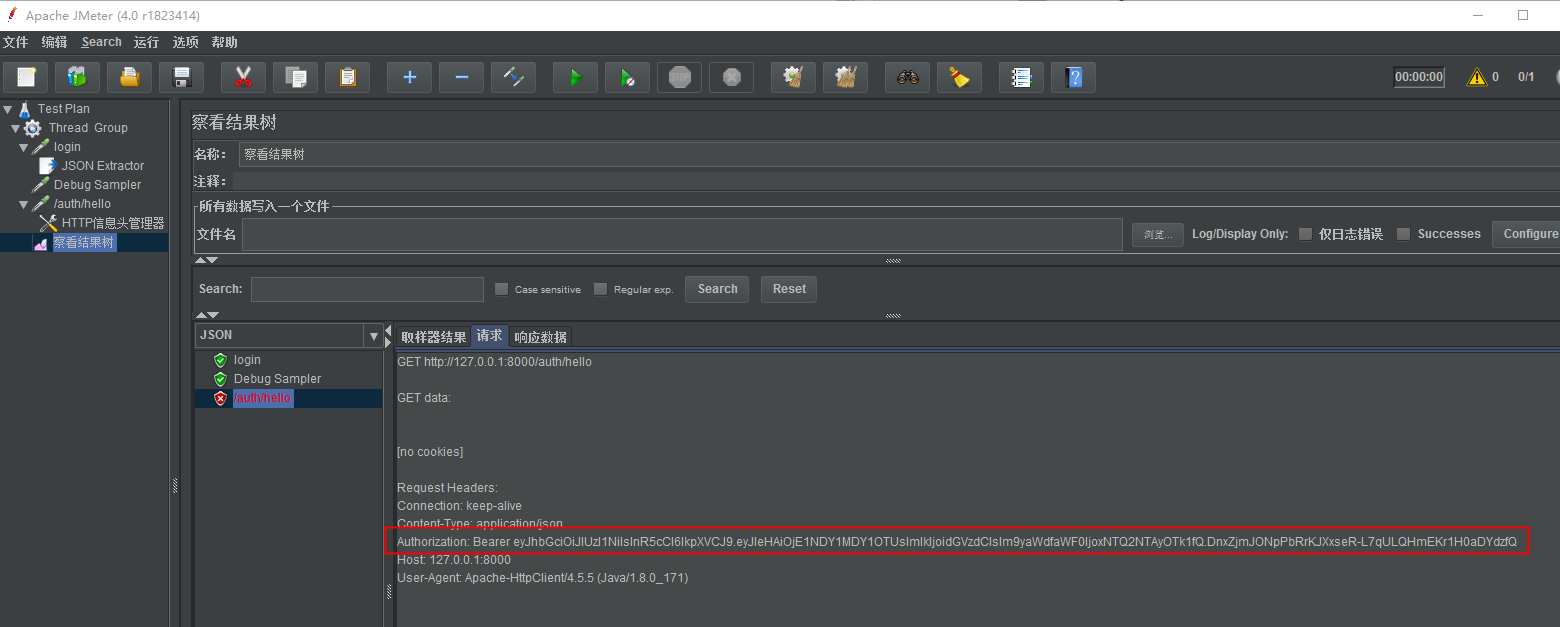 Apache JMeter (4.0 r1823414)
文件 编辑 Search 运行 选项 帮助
STOP
00:00:00 0 0/1
Test Plan
Thread Group
login
JSON Extractor
Debug Sampler
/auth/hello
HTTP信息头管理器
察看结果树
察看结果树
名称: 察看结果树
注释:
所有数据写入一个文件
文件名 浏览... Log/Display Only: 仅日志错误 Successes Configure
Search: Case sensitive Regular exp. Search Reset
JSON
login
Debug Sampler
/auth/hello
取样器结果 请求 响应数据
GET http://127.0.0.1:8000/auth/hello
GET data:
[no cookies]
Request Headers:
Connection: keep-alive
Content-Type: application/json
Authorization: Bearer
Host: 127.0.0.1:8000
User-Agent: Apache-HttpClient/4.5.5 (Java/1.8.0_171)